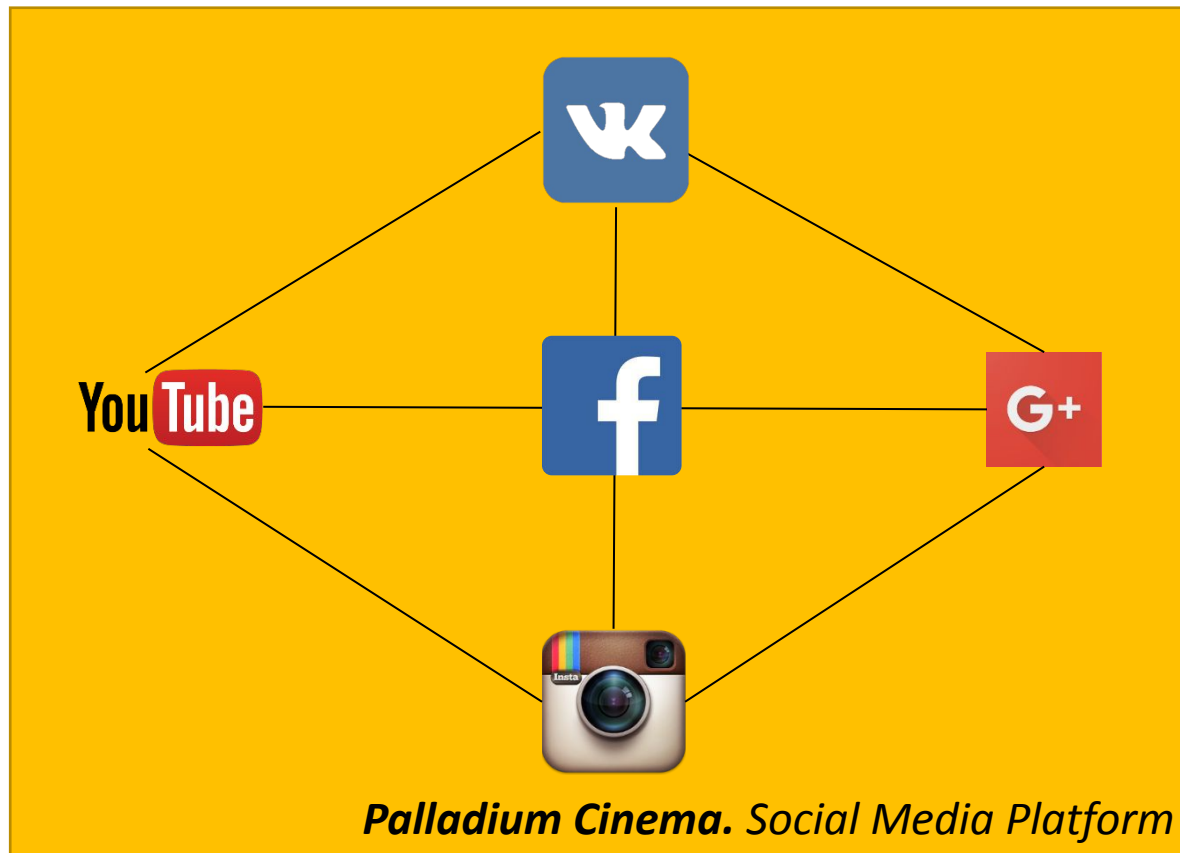 VK
YouTube
f
G+
Insta
Palladium Cinema. Social Media Platform